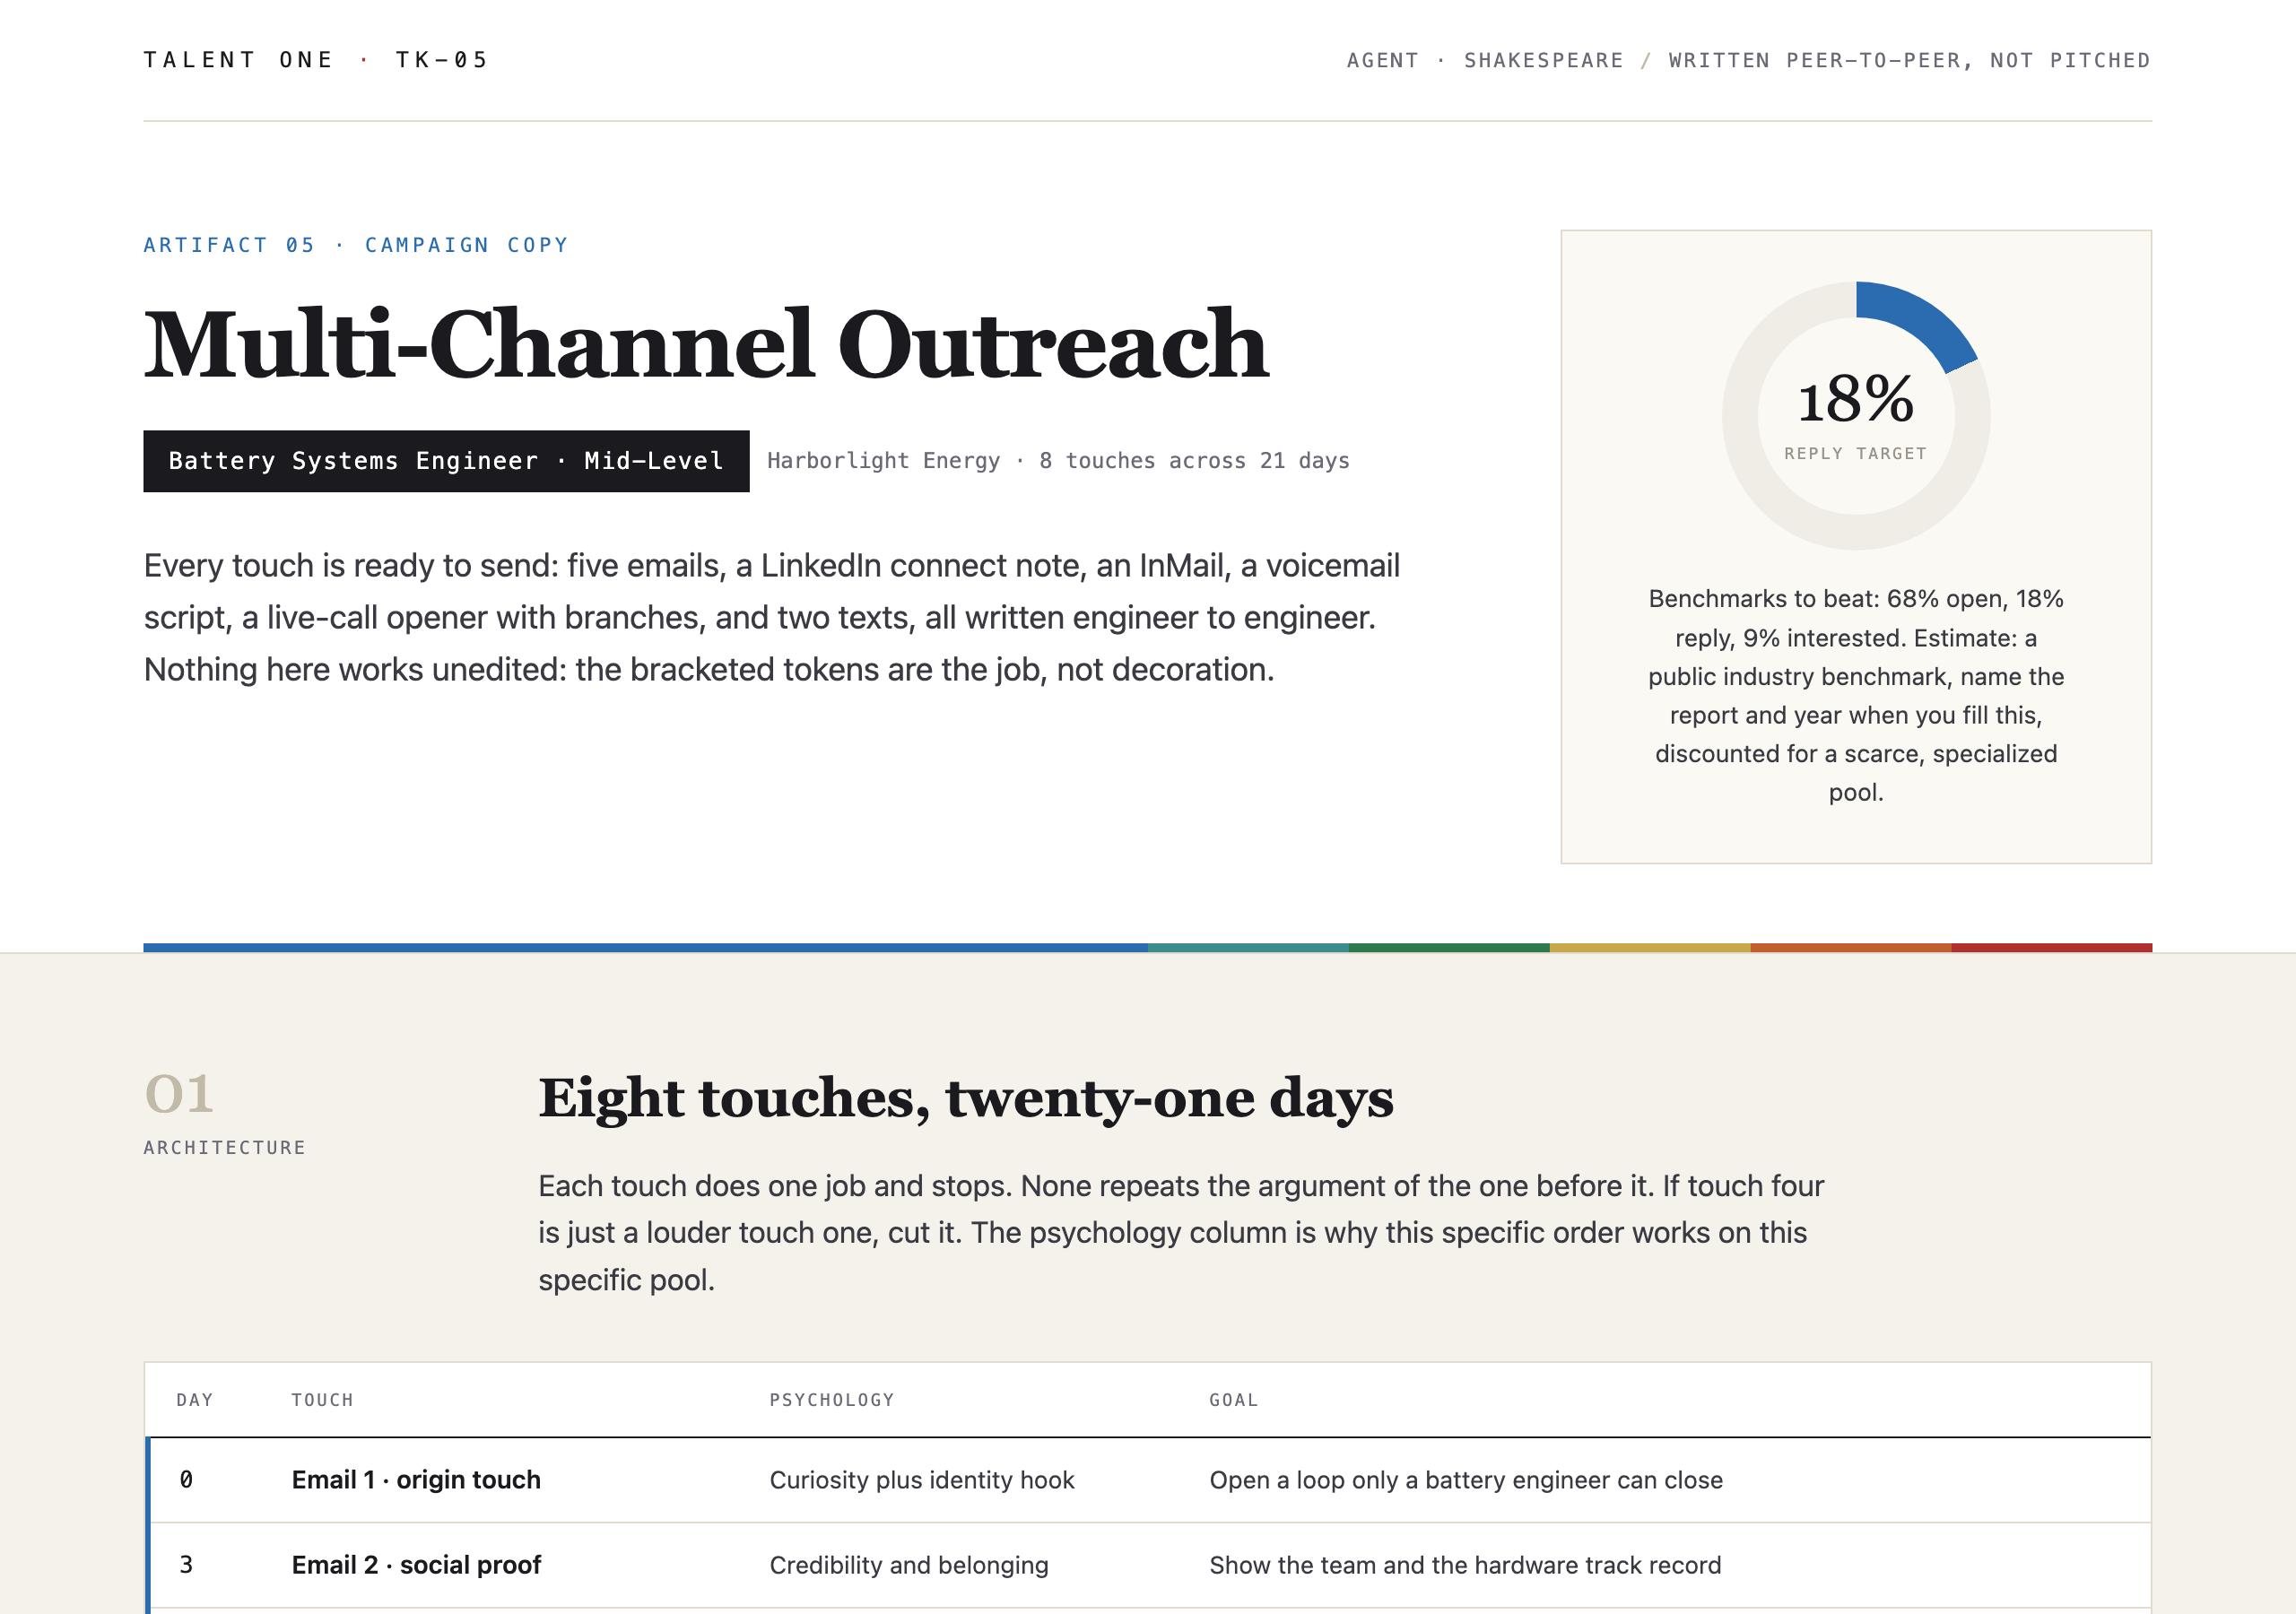 TALENT ONE · TK-05
AGENT · SHAKESPEARE / WRITTEN PEER-TO-PEER, NOT PITCHED
ARTIFACT 05 · CAMPAIGN COPY
Multi-Channel Outreach
Battery Systems Engineer · Mid-Level
Harborlight Energy · 8 touches across 21 days
Every touch is ready to send: five emails, a LinkedIn connect note, an InMail, a voicemail
script, a live-call opener with branches, and two texts, all written engineer to engineer.
Nothing here works unedited: the bracketed tokens are the job, not decoration.
18%
REPLY TARGET
Benchmarks to beat: 68% open, 18%
reply, 9% interested. Estimate: a
public industry benchmark, name the
report and year when you fill this,
discounted for a scarce, specialized
pool.
01
ARCHITECTURE
Eight touches, twenty-one days
Each touch does one job and stops. None repeats the argument of the one before it. If touch four
is just a louder touch one, cut it. The psychology column is why this specific order works on this
specific pool.
DAY TOUCH PSYCHOLOGY GOAL
0 Email 1 · origin touch Curiosity plus identity hook Open a loop only a battery engineer can close
3 Email 2 · social proof Credibility and belonging Show the team and the hardware track record